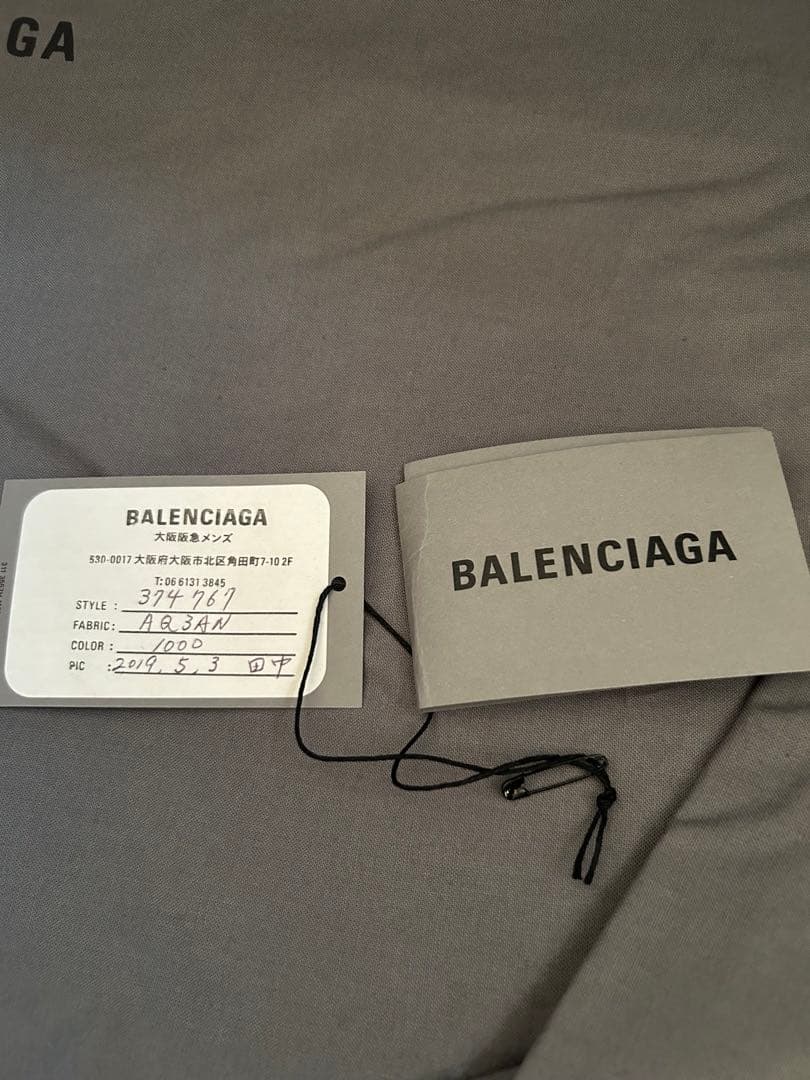 GA
BALENCIAGA
大阪阪急メンズ
530-0017 大阪府大阪市北区角田町7-10 2F
T: 06 6131 3845
STYLE : 374767
FABRIC: AQ3AN
COLOR : 1000
PIC : 2019. 5. 3 田中
BALENCIAGA